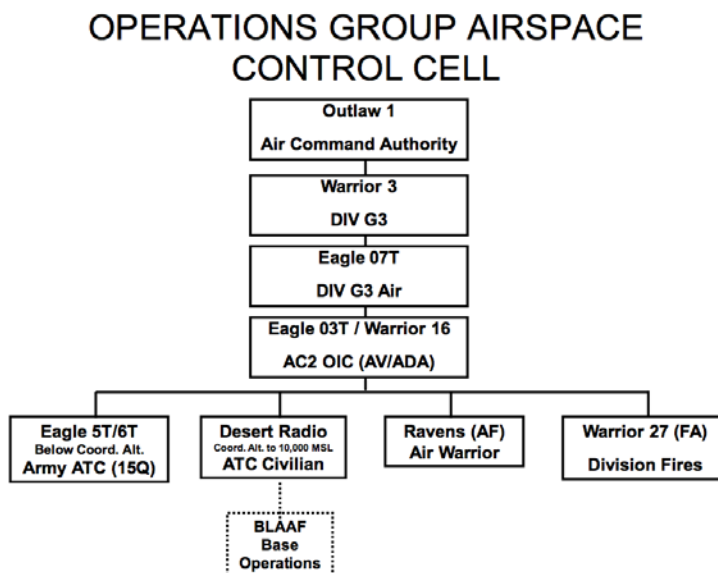 OPERATIONS GROUP AIRSPACE
CONTROL CELL
Outlaw 1
Air Command Authority
Warrior 3
DIV G3
Eagle 07T
DIV G3 Air
Eagle 03T / Warrior 16
AC2 OIC (AV/ADA)
Eagle 5T/6T
Below Coord. Alt.
Army ATC (15Q)
Desert Radio
Coord. Alt. to 10,000 MSL
ATC Civilian
Ravens (AF)
Air Warrior
Warrior 27 (FA)
Division Fires
BLAAF
Base
Operations